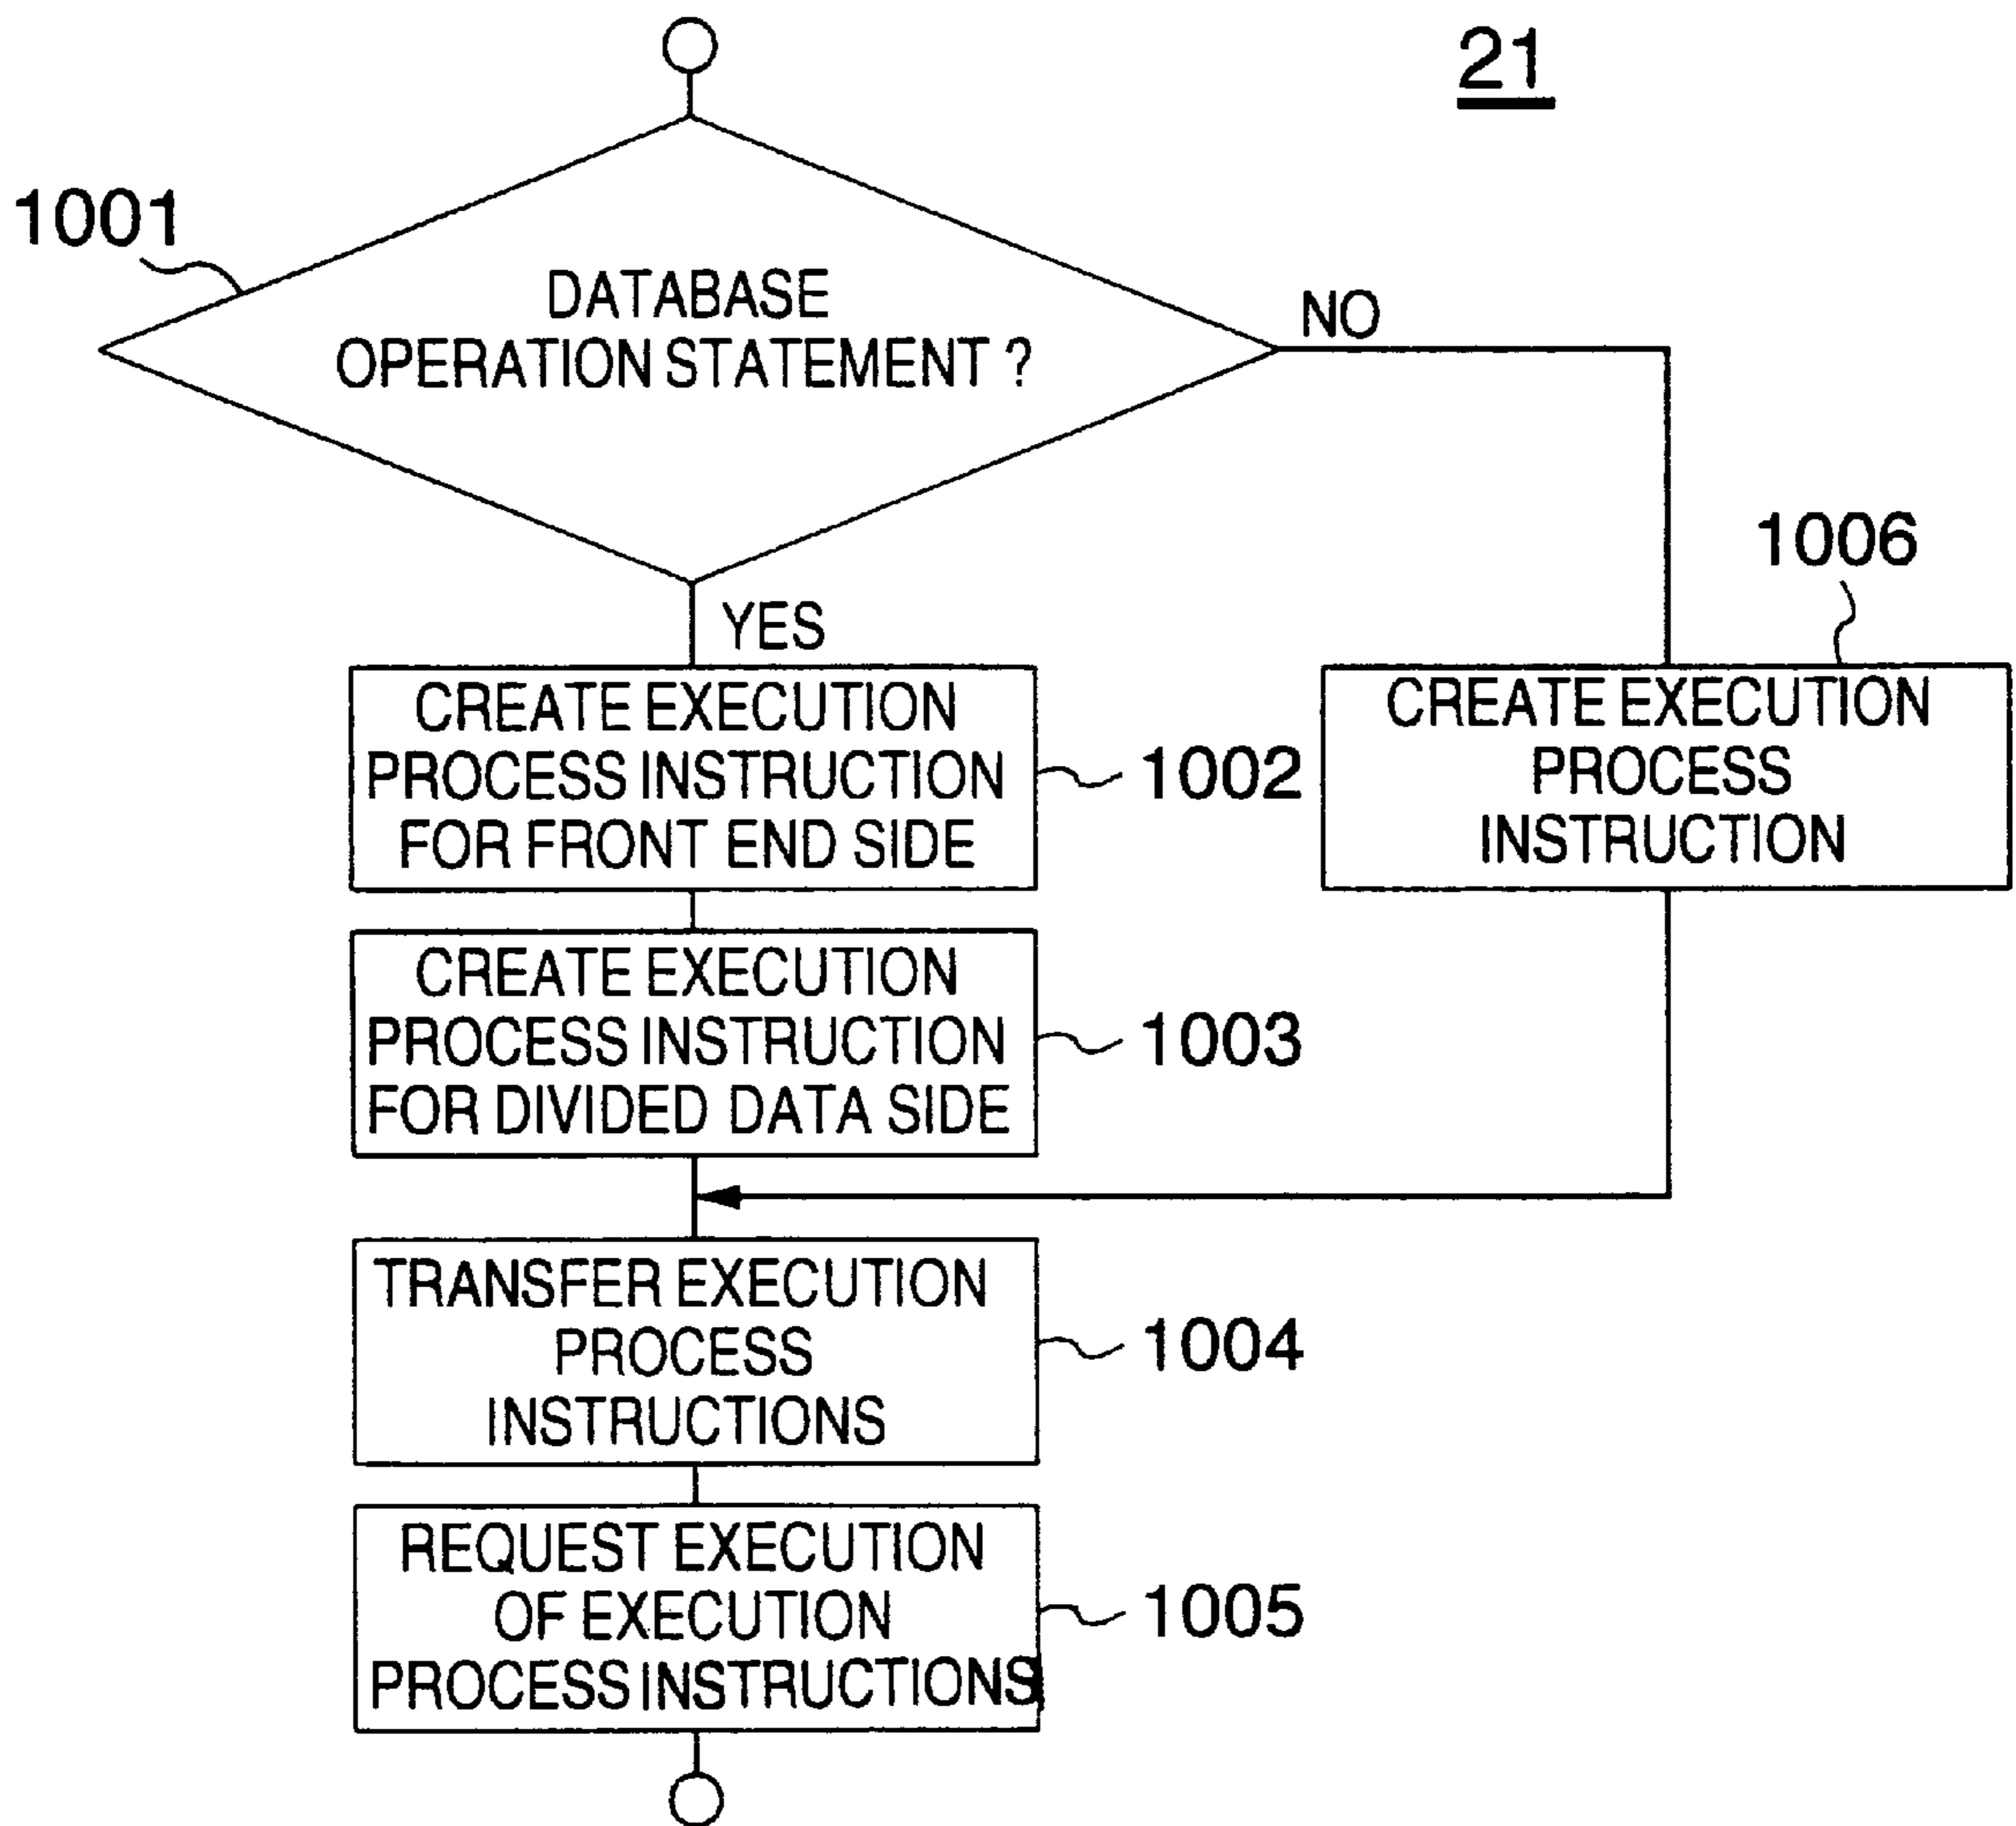 21
1001
DATABASE
OPERATION STATEMENT ?
NO
YES
1006
CREATE EXECUTION
PROCESS INSTRUCTION
FOR FRONT END SIDE
1002
CREATE EXECUTION
PROCESS
INSTRUCTION
CREATE EXECUTION
PROCESS INSTRUCTION
FOR DIVIDED DATA SIDE
1003
TRANSFER EXECUTION
PROCESS
INSTRUCTIONS
1004
REQUEST EXECUTION
OF EXECUTION
PROCESS INSTRUCTIONS
1005